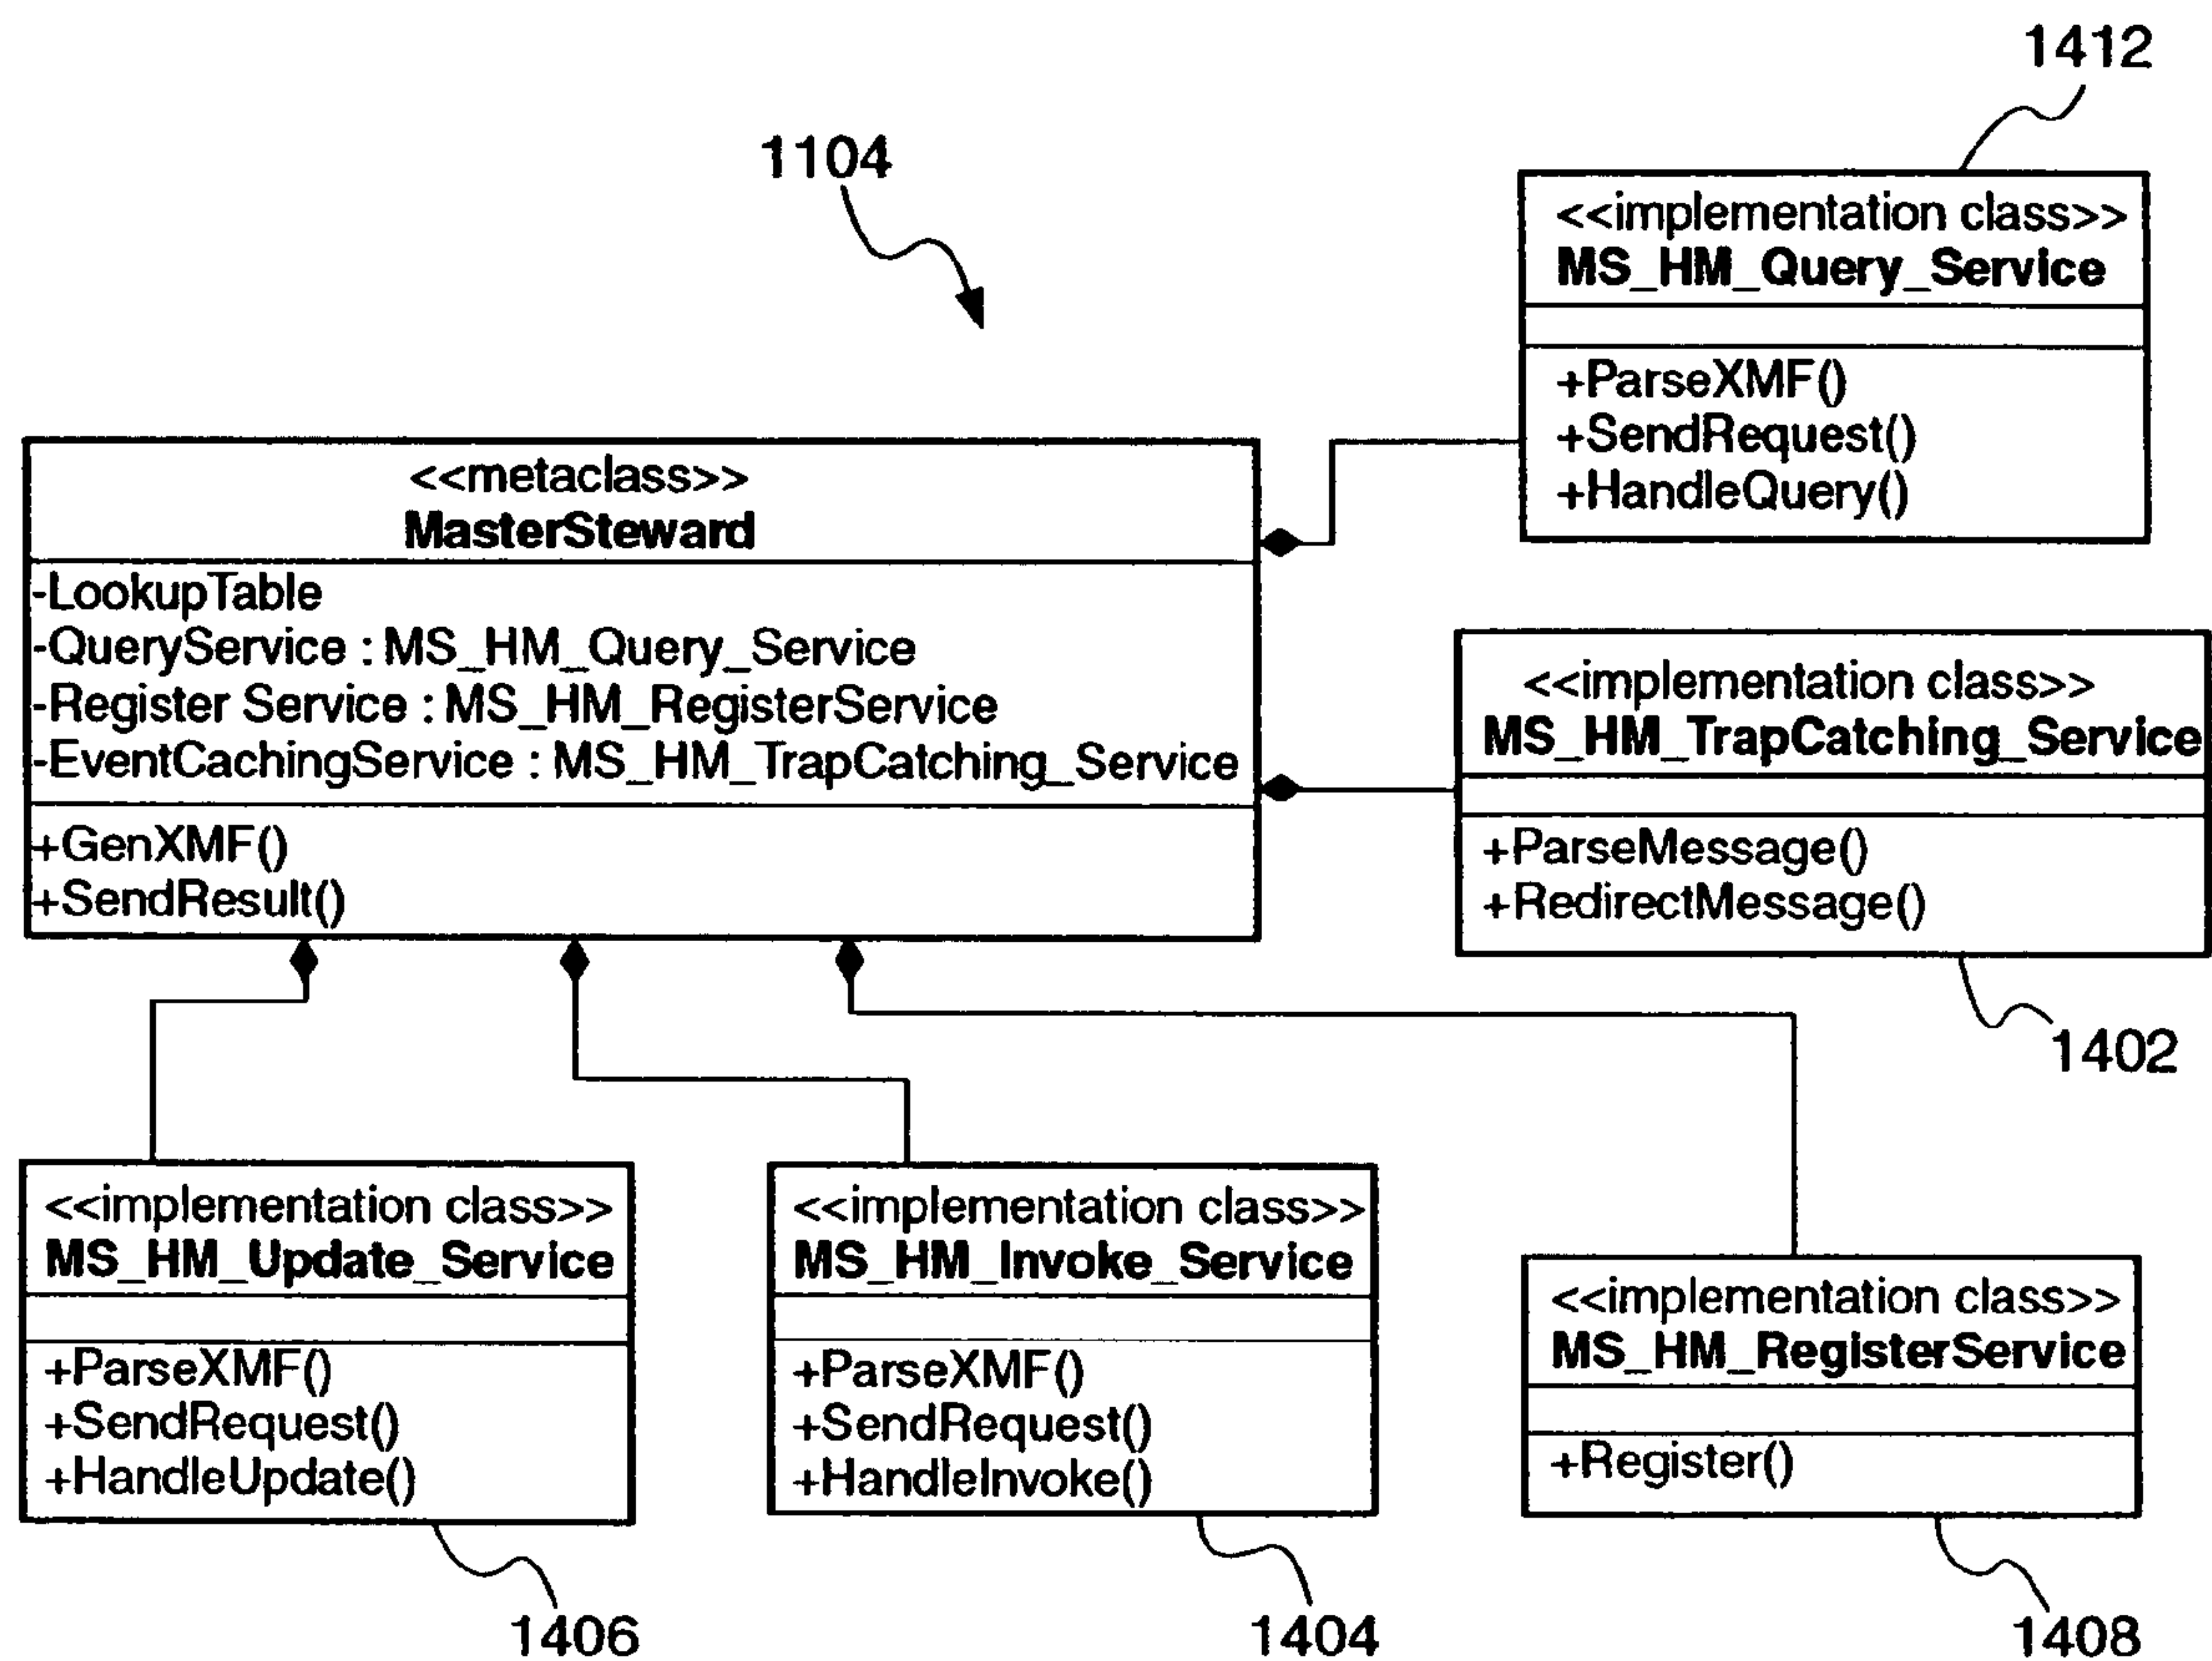 1412
1104
<<implementation class>>
MS_HM_Query_Service
+ParseXMF()
+SendRequest()
+HandleQuery()
<<metaclass>>
MasterSteward
-LookupTable
-QueryService : MS_HM_Query_Service
-Register Service : MS_HM_RegisterService
-EventCachingService : MS_HM_TrapCatching_Service
+GenXMF()
+SendResult()
<<implementation class>>
MS_HM_TrapCatching_Service
+ParseMessage()
+RedirectMessage()
1402
<<implementation class>>
MS_HM_Update_Service
+ParseXMF()
+SendRequest()
+HandleUpdate()
1406
<<implementation class>>
MS_HM_Invoke_Service
+ParseXMF()
+SendRequest()
+HandleInvoke()
1404
<<implementation class>>
MS_HM_RegisterService
+Register()
1408